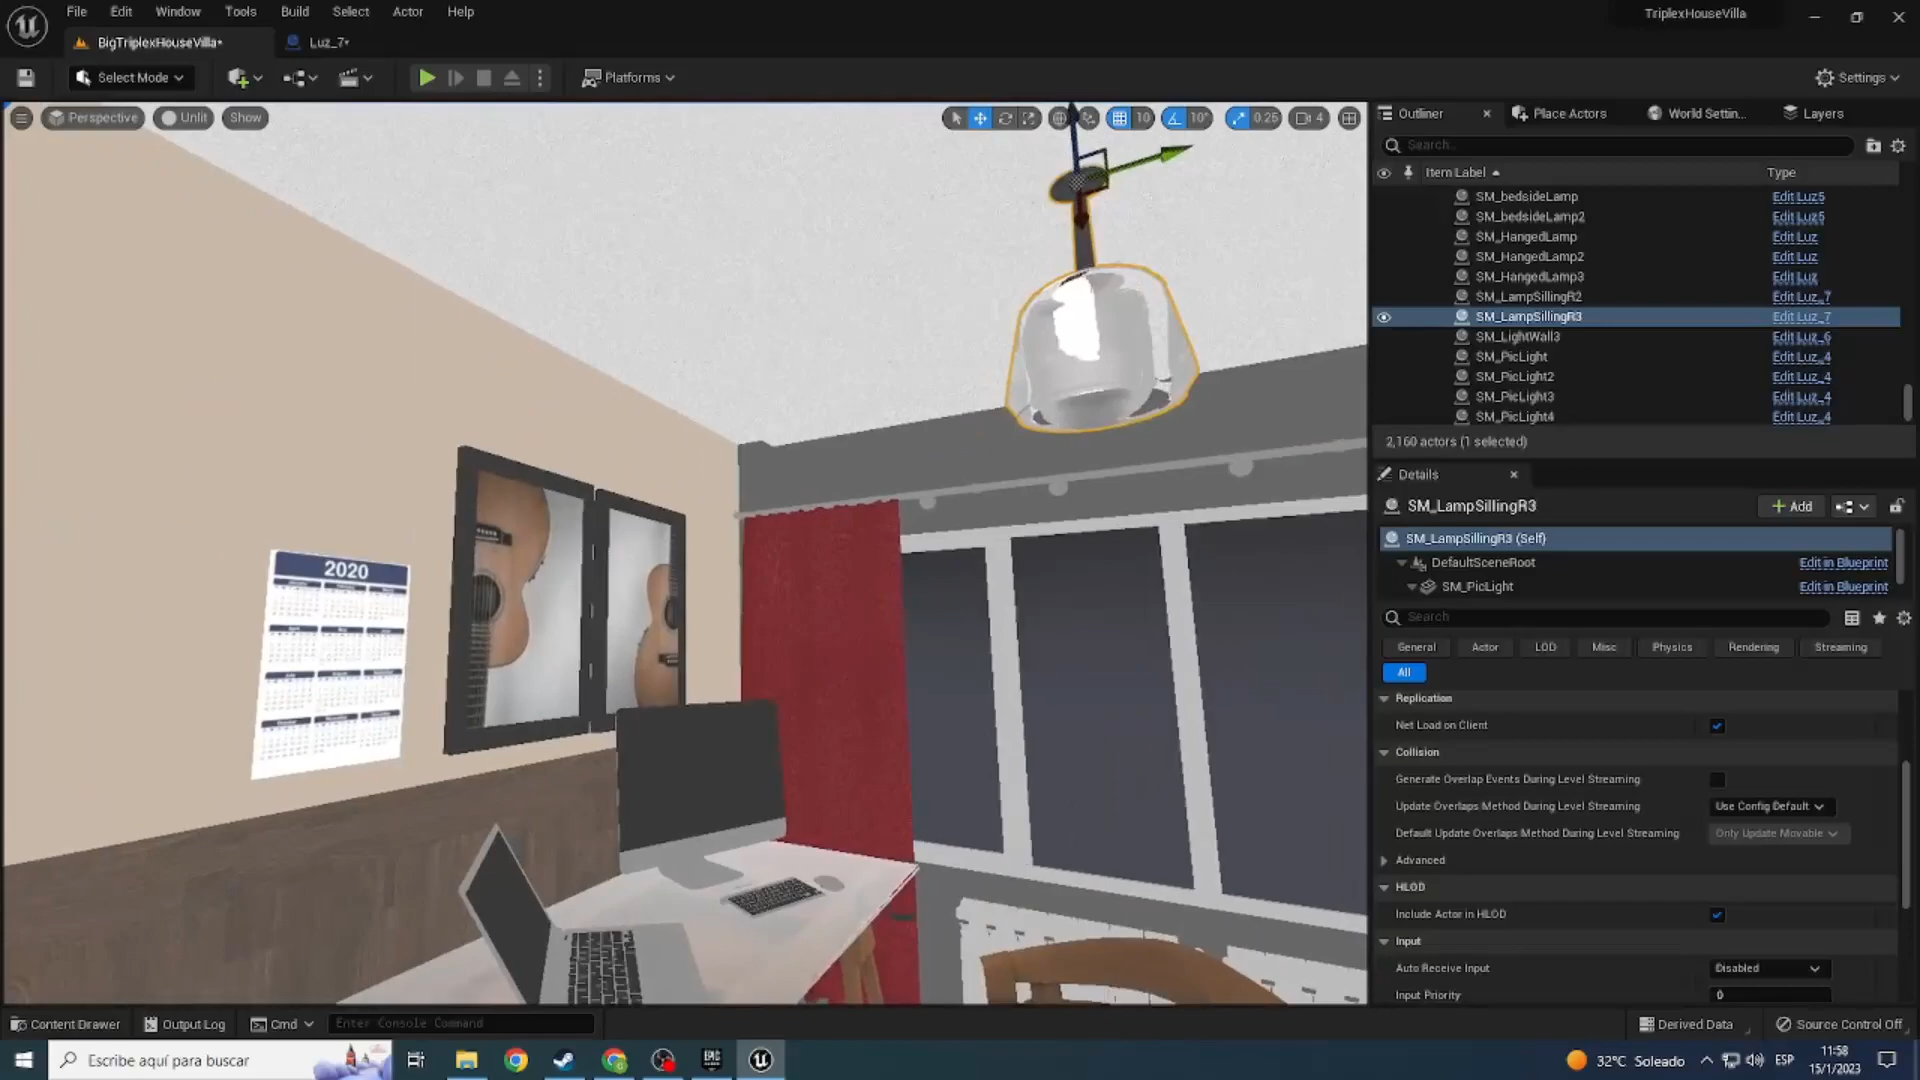 File Edit Window Tools Build Select Actor Help
TriplexHouseVilla
BigTriplexHouseVilla*
Luz_7*
Select Mode
Platforms
Settings
Perspective
Unlit
Show
10
10°
0.25
4
2020
Outliner
Place Actors
World Settin...
Layers
Search...
Item Label
Type
SM_bedsideLamp Edit Luz5
SM_bedsideLamp2 Edit Luz5
SM_HangedLamp Edit Luz
SM_HangedLamp2 Edit Luz
SM_HangedLamp3 Edit Luz
SM_LampSillingR2 Edit Luz_7
SM_LampSillingR3 Edit Luz_7
SM_LightWall3 Edit Luz_6
SM_PicLight Edit Luz_4
SM_PicLight2 Edit Luz_4
SM_PicLight3 Edit Luz_4
SM_PicLight4 Edit Luz_4
2,160 actors (1 selected)
Details
SM_LampSillingR3
Add
SM_LampSillingR3 (Self)
DefaultSceneRoot Edit in Blueprint
SM_PicLight Edit in Blueprint
Search
General Actor LOD Misc Physics Rendering Streaming
All
Replication
Net Load on Client
Collision
Generate Overlap Events During Level Streaming
Update Overlaps Method During Level Streaming Use Config Default
Default Update Overlaps Method During Level Streaming Only Update Movable
Advanced
HLOD
Include Actor in HLOD
Input
Auto Receive Input Disabled
Input Priority 0
Content Drawer
Output Log
Cmd
Enter Console Command
Derived Data
Source Control Off
Escribe aquí para buscar
EPIC
32°C Soleado
ESP
11:58
15/1/2023